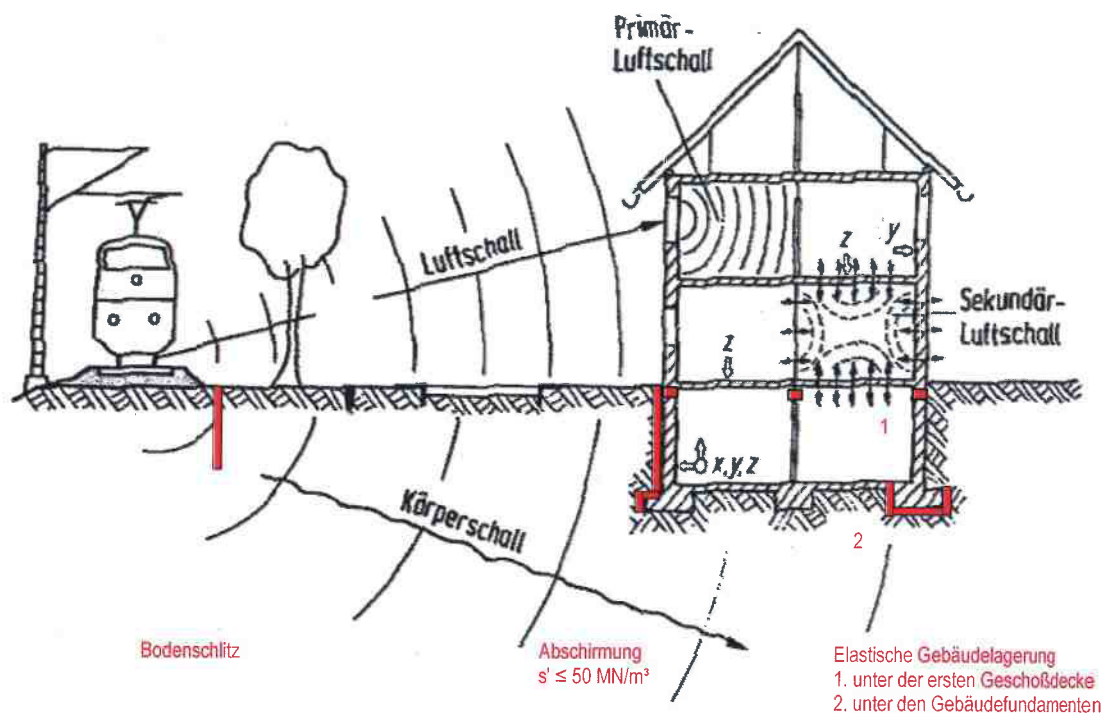 Primär-
Luftschall
Luftschall
z
y
Sekundär-
Luftschall
z
1
x,y,z
Körperschall
2
Bodenschlitz
Abschirmung
s' ≤ 50 MN/m³
Elastische Gebäudelagerung
1. unter der ersten Geschoßdecke
2. unter den Gebäudefundamenten